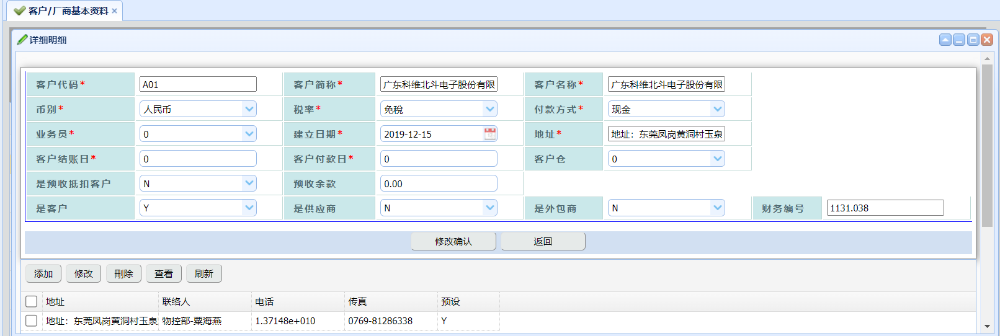 客户/厂商基本资料
详细明细
客户代码* A01 客户简称* 广东科维北斗电子股份有限 客户名称* 广东科维北斗电子股份有限
币别* 人民币 税率* 免税 付款方式* 现金
业务员* 0 建立日期* 2019-12-15 地址* 地址：东莞凤岗黄洞村玉泉
客户结账日* 0 客户付款日* 0 客户仓 0
是预收抵扣客户 N 预收余款 0.00
是客户 Y 是供应商 N 是外包商 N 财务编号 1131.038
修改确认 返回
添加 修改 刪除 查看 刷新
地址 联络人 电话 传真 预设
地址：东莞凤岗黄洞村玉泉 物控部-粟海燕 1.37148e+010 0769-81286338 Y